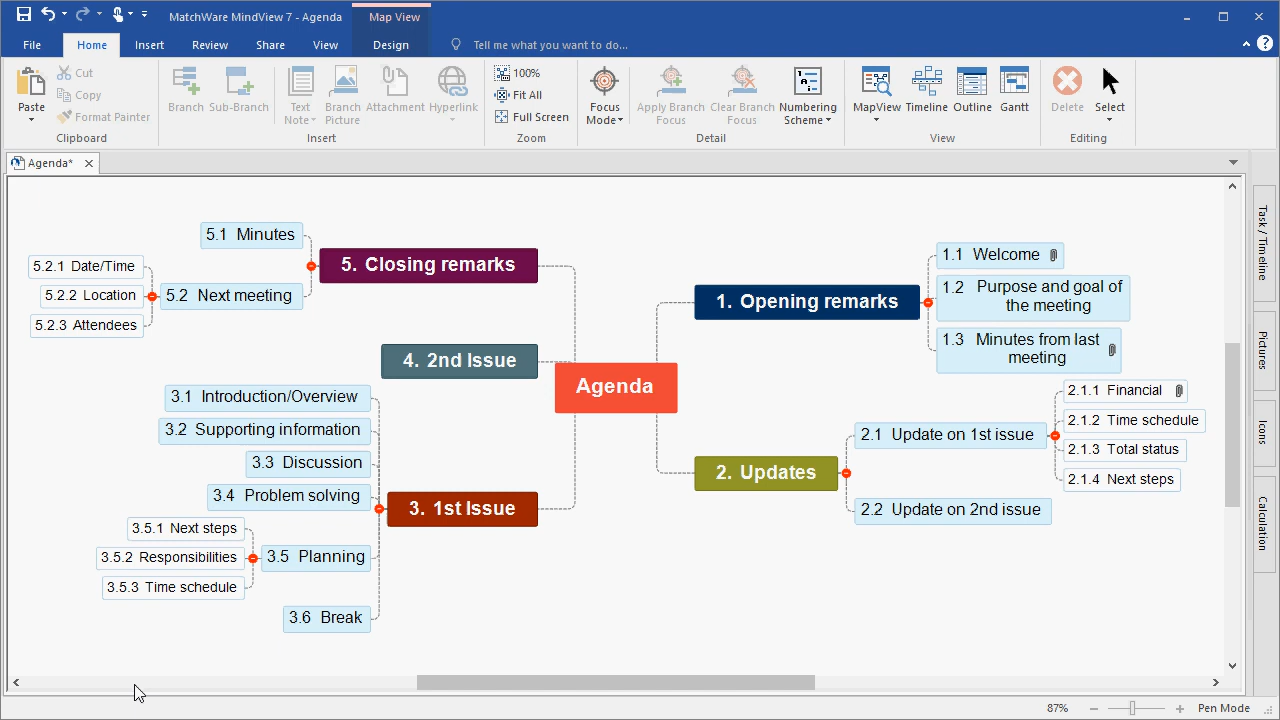 MatchWare MindView 7 - Agenda
Map View
File
Home
Insert
Review
Share
View
Design
Tell me what you want to do...
Paste
Cut
Copy
Format Painter
Clipboard
Branch
Sub-Branch
Text
Note
Branch
Picture
Attachment
Hyperlink
Insert
100%
Fit All
Full Screen
Zoom
Focus
Mode
Apply Branch
Focus
Clear Branch
Focus
Numbering
Scheme
Detail
MapView
Timeline
Outline
Gantt
View
Delete
Select
Editing
Agenda*
5.1 Minutes
5. Closing remarks
5.2.1 Date/Time
5.2.2 Location
5.2.3 Attendees
5.2 Next meeting
4. 2nd Issue
3.1 Introduction/Overview
3.2 Supporting information
3.3 Discussion
3.4 Problem solving
3. 1st Issue
3.5.1 Next steps
3.5.2 Responsibilities
3.5.3 Time schedule
3.5 Planning
3.6 Break
Agenda
1. Opening remarks
1.1 Welcome
1.2 Purpose and goal of
the meeting
1.3 Minutes from last
meeting
2. Updates
2.1 Update on 1st issue
2.1.1 Financial
2.1.2 Time schedule
2.1.3 Total status
2.1.4 Next steps
2.2 Update on 2nd issue
Task / Timeline
Pictures
Icons
Calculation
87%
Pen Mode